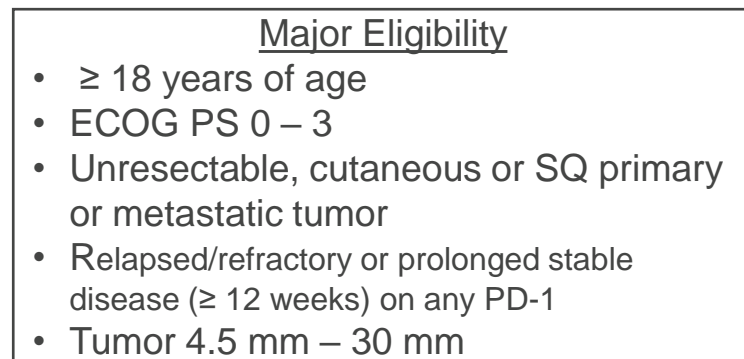 Major Eligibility
• ≥ 18 years of age
• ECOG PS 0 – 3
• Unresectable, cutaneous or SQ primary
or metastatic tumor
• Relapsed/refractory or prolonged stable
disease (≥ 12 weeks) on any PD-1
• Tumor 4.5 mm – 30 mm